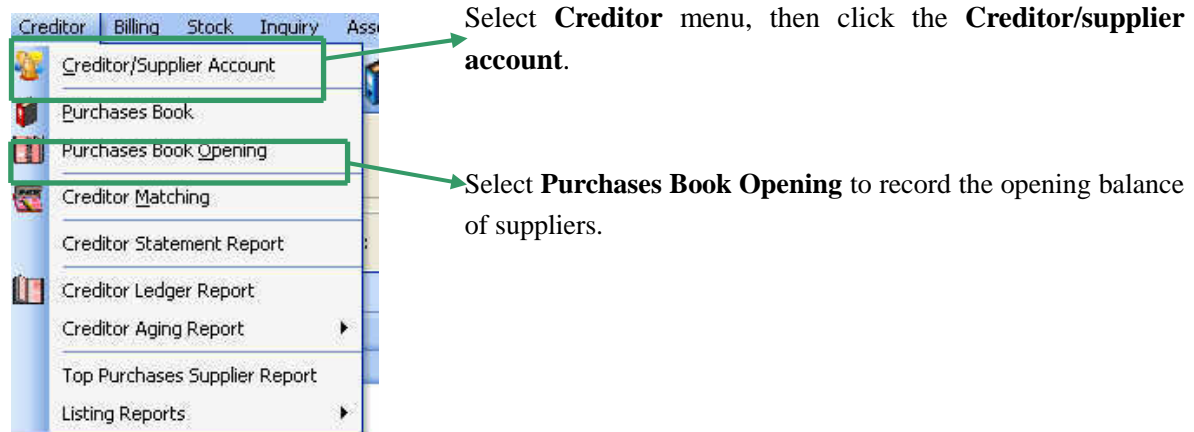 Creditor Billing Stock Inquiry
Creditor/Supplier Account
Purchases Book
Purchases Book Opening
Creditor Matching
Creditor Statement Report
Creditor Ledger Report
Creditor Aging Report
Top Purchases Supplier Report
Listing Reports
Select Creditor menu, then click the Creditor/supplier
account.
Select Purchases Book Opening to record the opening balance
of suppliers.